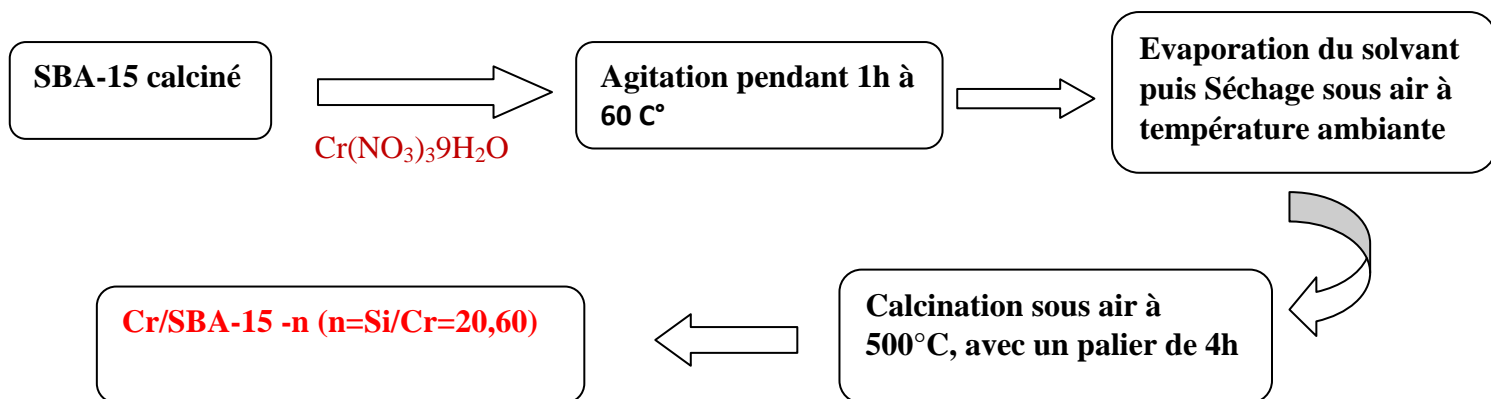 SBA-15 calciné
Cr(NO₃)₃9H₂O
Agitation pendant 1h à
60 C°
Evaporation du solvant
puis Séchage sous air à
température ambiante
Calcination sous air à
500°C, avec un palier de 4h
Cr/SBA-15 -n (n=Si/Cr=20,60)